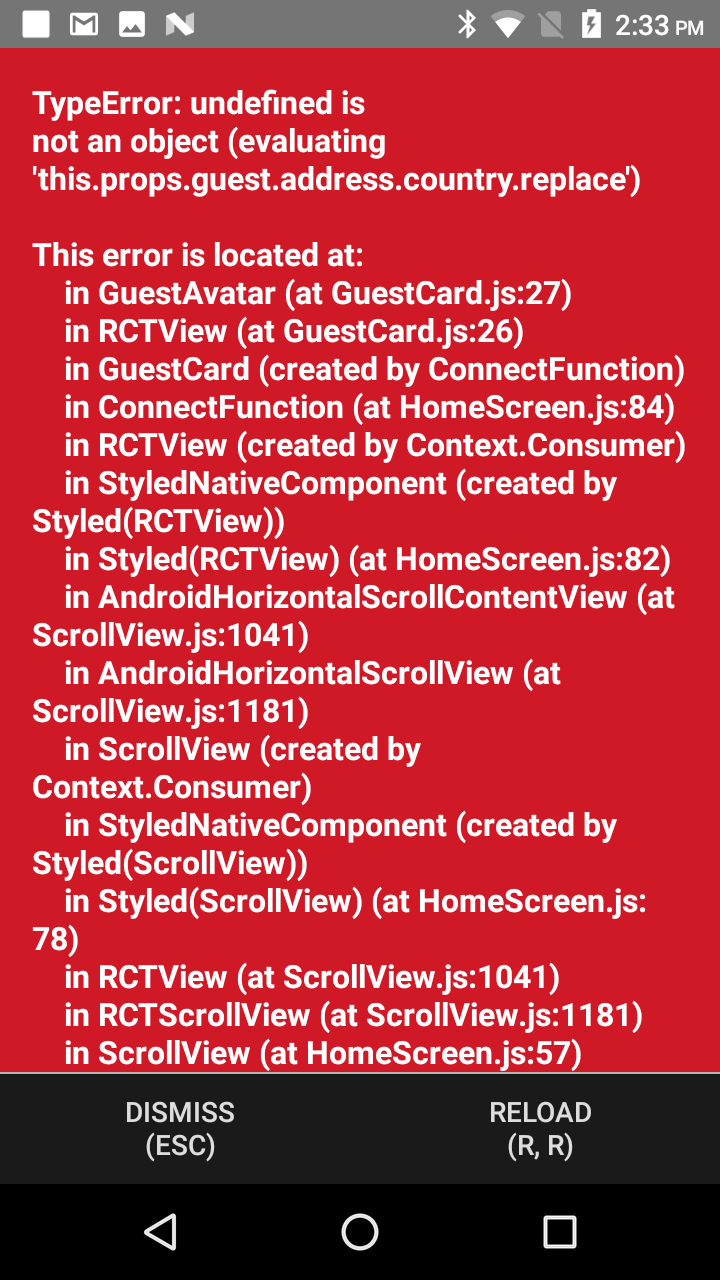 2:33 PM
TypeError: undefined is
not an object (evaluating
'this.props.guest.address.country.replace')
This error is located at:
in GuestAvatar (at GuestCard.js:27)
in RCTView (at GuestCard.js:26)
in GuestCard (created by ConnectFunction)
in ConnectFunction (at HomeScreen.js:84)
in RCTView (created by Context.Consumer)
in StyledNativeComponent (created by
Styled(RCTView))
in Styled(RCTView) (at HomeScreen.js:82)
in AndroidHorizontalScrollContentView (at
ScrollView.js:1041)
in AndroidHorizontalScrollView (at
ScrollView.js:1181)
in ScrollView (created by
Context.Consumer)
in StyledNativeComponent (created by
Styled(ScrollView))
in Styled(ScrollView) (at HomeScreen.js:
78)
in RCTView (at ScrollView.js:1041)
in RCTScrollView (at ScrollView.js:1181)
in ScrollView (at HomeScreen.js:57)
DISMISS
(ESC)
RELOAD
(R, R)